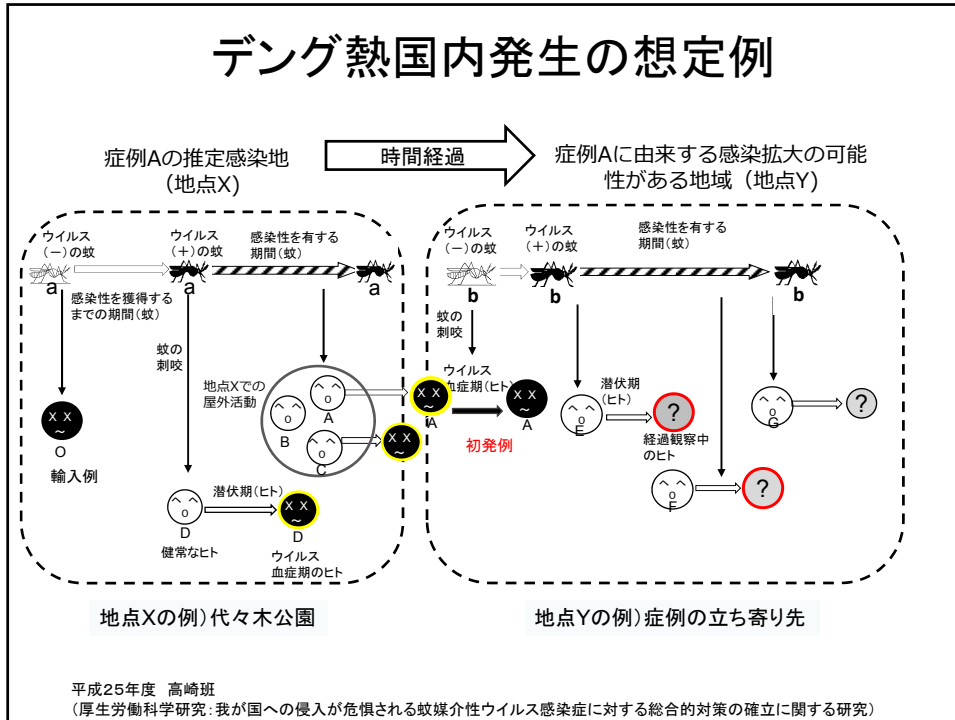 デング熱国内発生の想定例
症例Aの推定感染地
(地点X)
時間経過
症例Aに由来する感染拡大の可能
性がある地域（地点Y）
ウイルス
(－)の蚊
ウイルス
(＋)の蚊
感染性を有する
期間(蚊)
a
a
a
感染性を獲得する
までの期間(蚊)
蚊の
刺咬
地点Xでの
屋外活動
A
B
C
X X
~
O
輸入例
D
健常なヒト
潜伏期(ヒト)
X X
~
D
ウイルス
血症期のヒト
X X
~
A
X X
~
ウイルス
(－)の蚊
ウイルス
(＋)の蚊
感染性を有する
期間(蚊)
b
b
b
蚊の
刺咬
ウイルス
血症期(ヒト)
X X
~
A
初発例
E
潜伏期
(ヒト)
?
経過観察中
のヒト
F
?
G
?
地点Xの例)代々木公園
地点Yの例)症例の立ち寄り先
平成25年度 高崎班
(厚生労働科学研究:我が国への侵入が危惧される蚊媒介性ウイルス感染症に対する総合的対策の確立に関する研究)